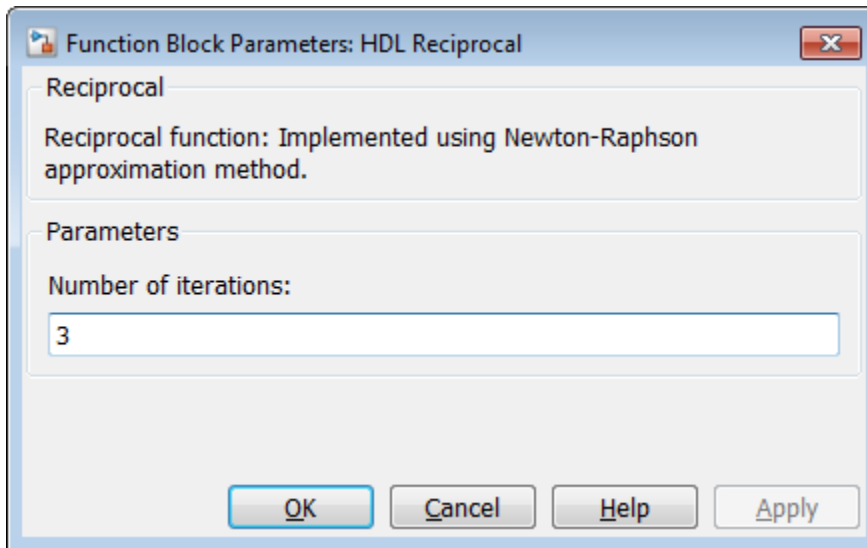 Function Block Parameters: HDL Reciprocal
Reciprocal
Reciprocal function: Implemented using Newton-Raphson
approximation method.
Parameters
Number of iterations:
3
OK Cancel Help Apply